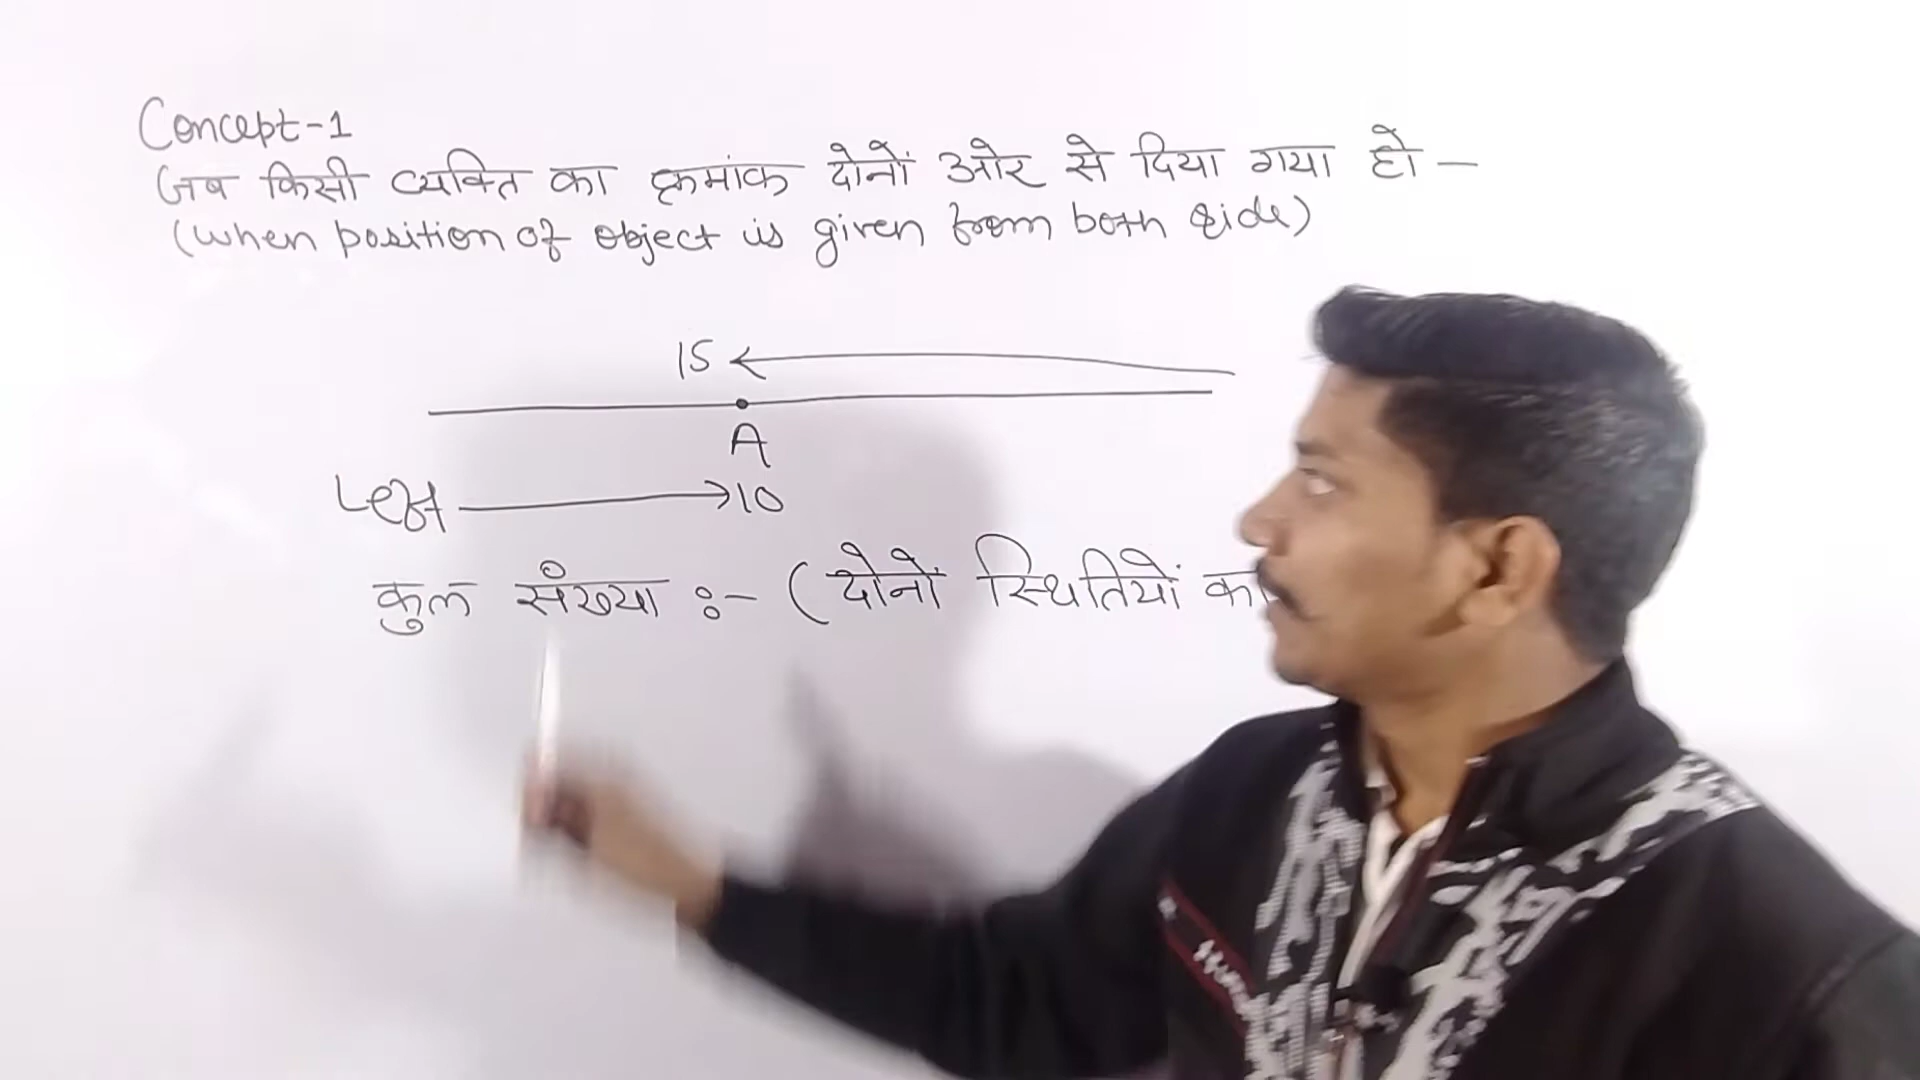 Concept-1
जब किसी व्यक्ति का क्रमांक दोनों ओर से दिया गया हो —
(when position of object is given from both side)
15
A
Left 10
कुल संख्या :- ( दोनों स्थितियों का